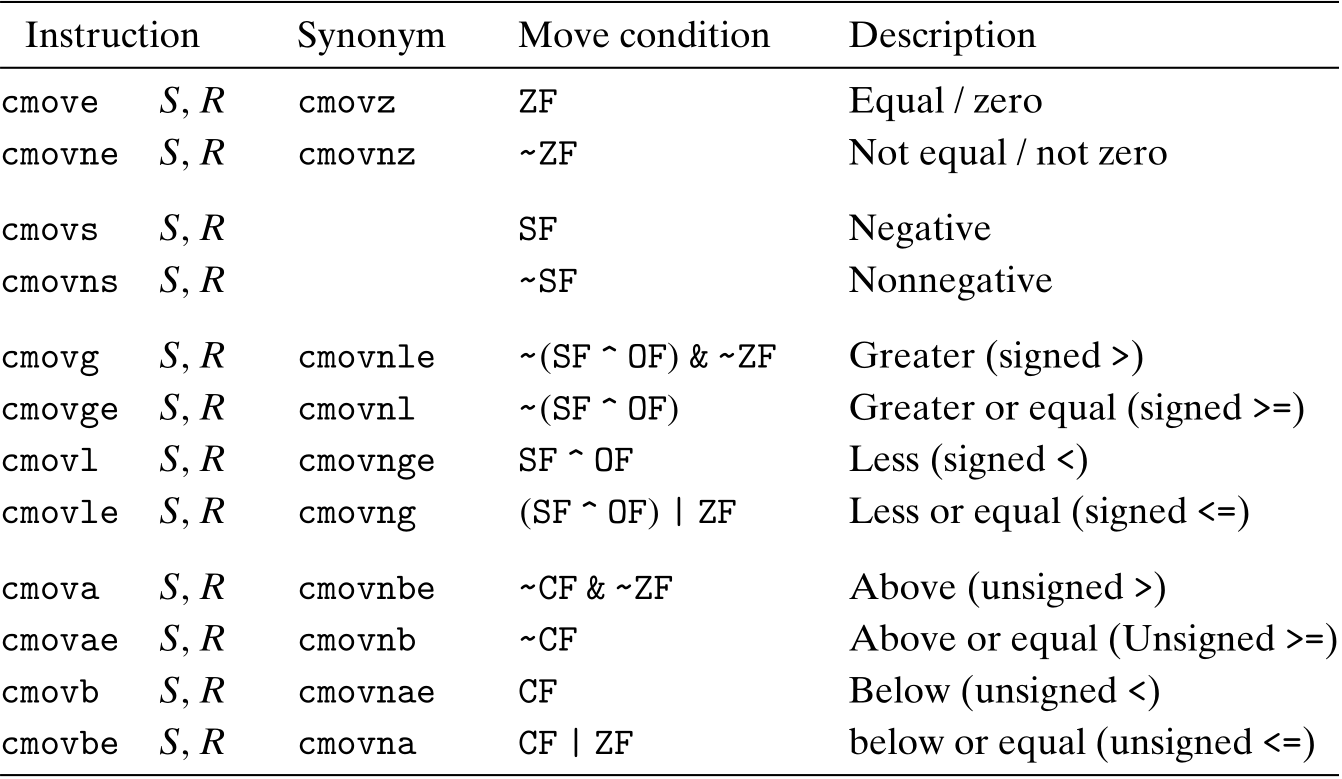 Instruction Synonym Move condition Description
cmove S, R cmovz ZF Equal / zero
cmovne S, R cmovnz ~ZF Not equal / not zero
cmovs S, R SF Negative
cmovns S, R ~SF Nonnegative
cmovg S, R cmovnle ~(SF ^ OF) & ~ZF Greater (signed >)
cmovge S, R cmovnl ~(SF ^ OF) Greater or equal (signed >=)
cmovl S, R cmovnge SF ^ OF Less (signed <)
cmovle S, R cmovng (SF ^ OF) | ZF Less or equal (signed <=)
cmova S, R cmovnbe ~CF & ~ZF Above (unsigned >)
cmovae S, R cmovnb ~CF Above or equal (Unsigned >=)
cmovb S, R cmovnae CF Below (unsigned <)
cmovbe S, R cmovna CF | ZF below or equal (unsigned <=)